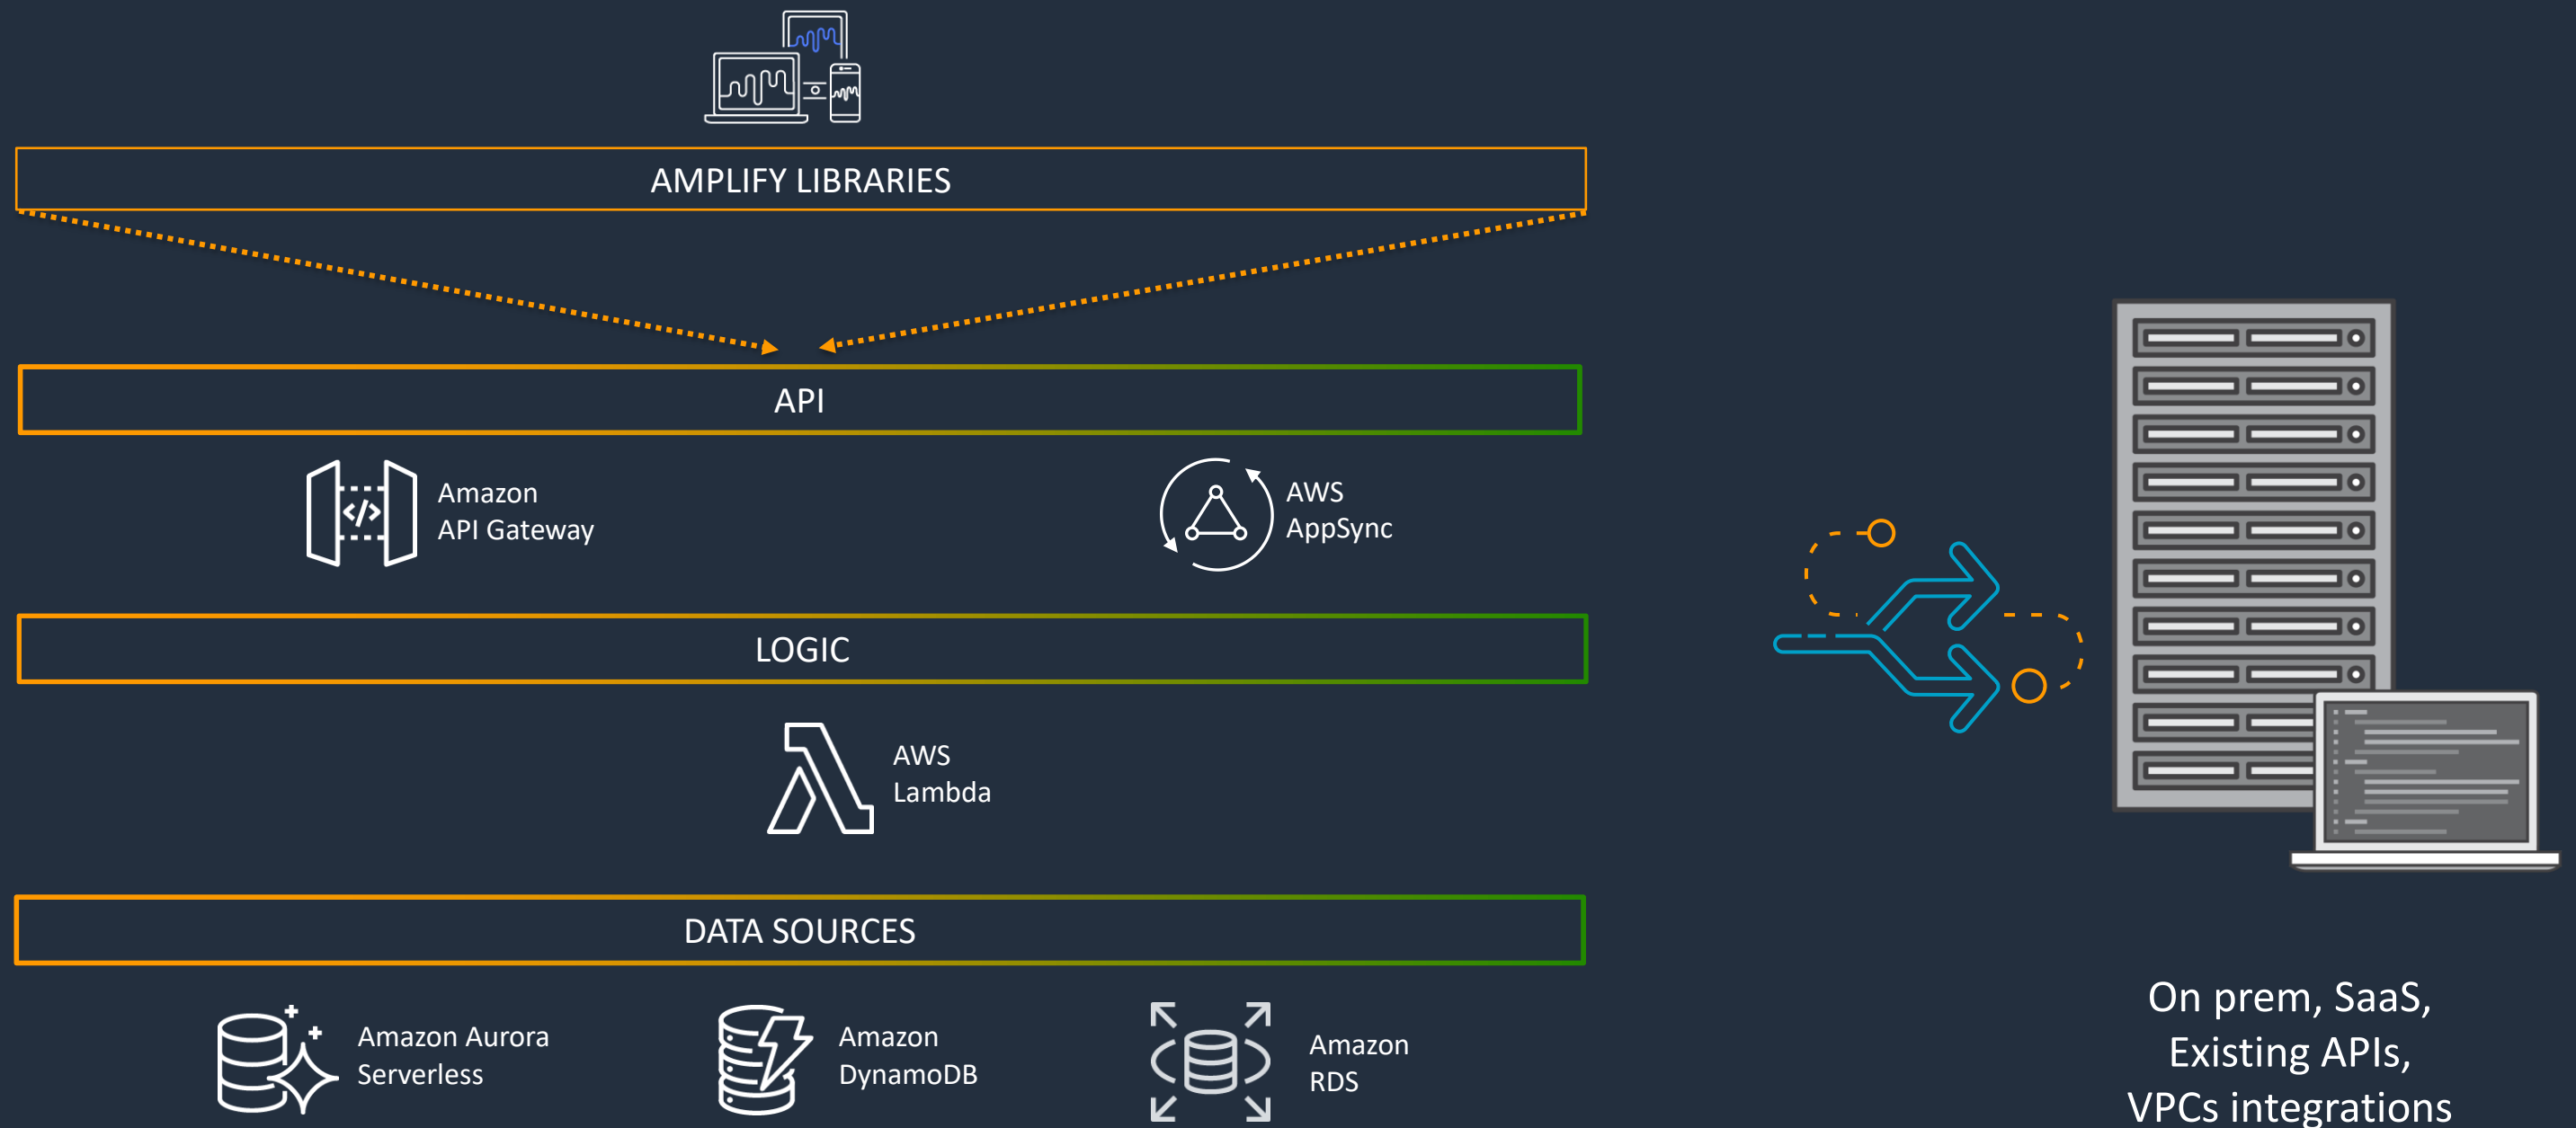 AMPLIFY LIBRARIES
API
Amazon
API Gateway
AWS
AppSync
LOGIC
AWS
Lambda
DATA SOURCES
Amazon Aurora
Serverless
Amazon
DynamoDB
Amazon
RDS
On prem, SaaS,
Existing APIs,
VPCs integrations